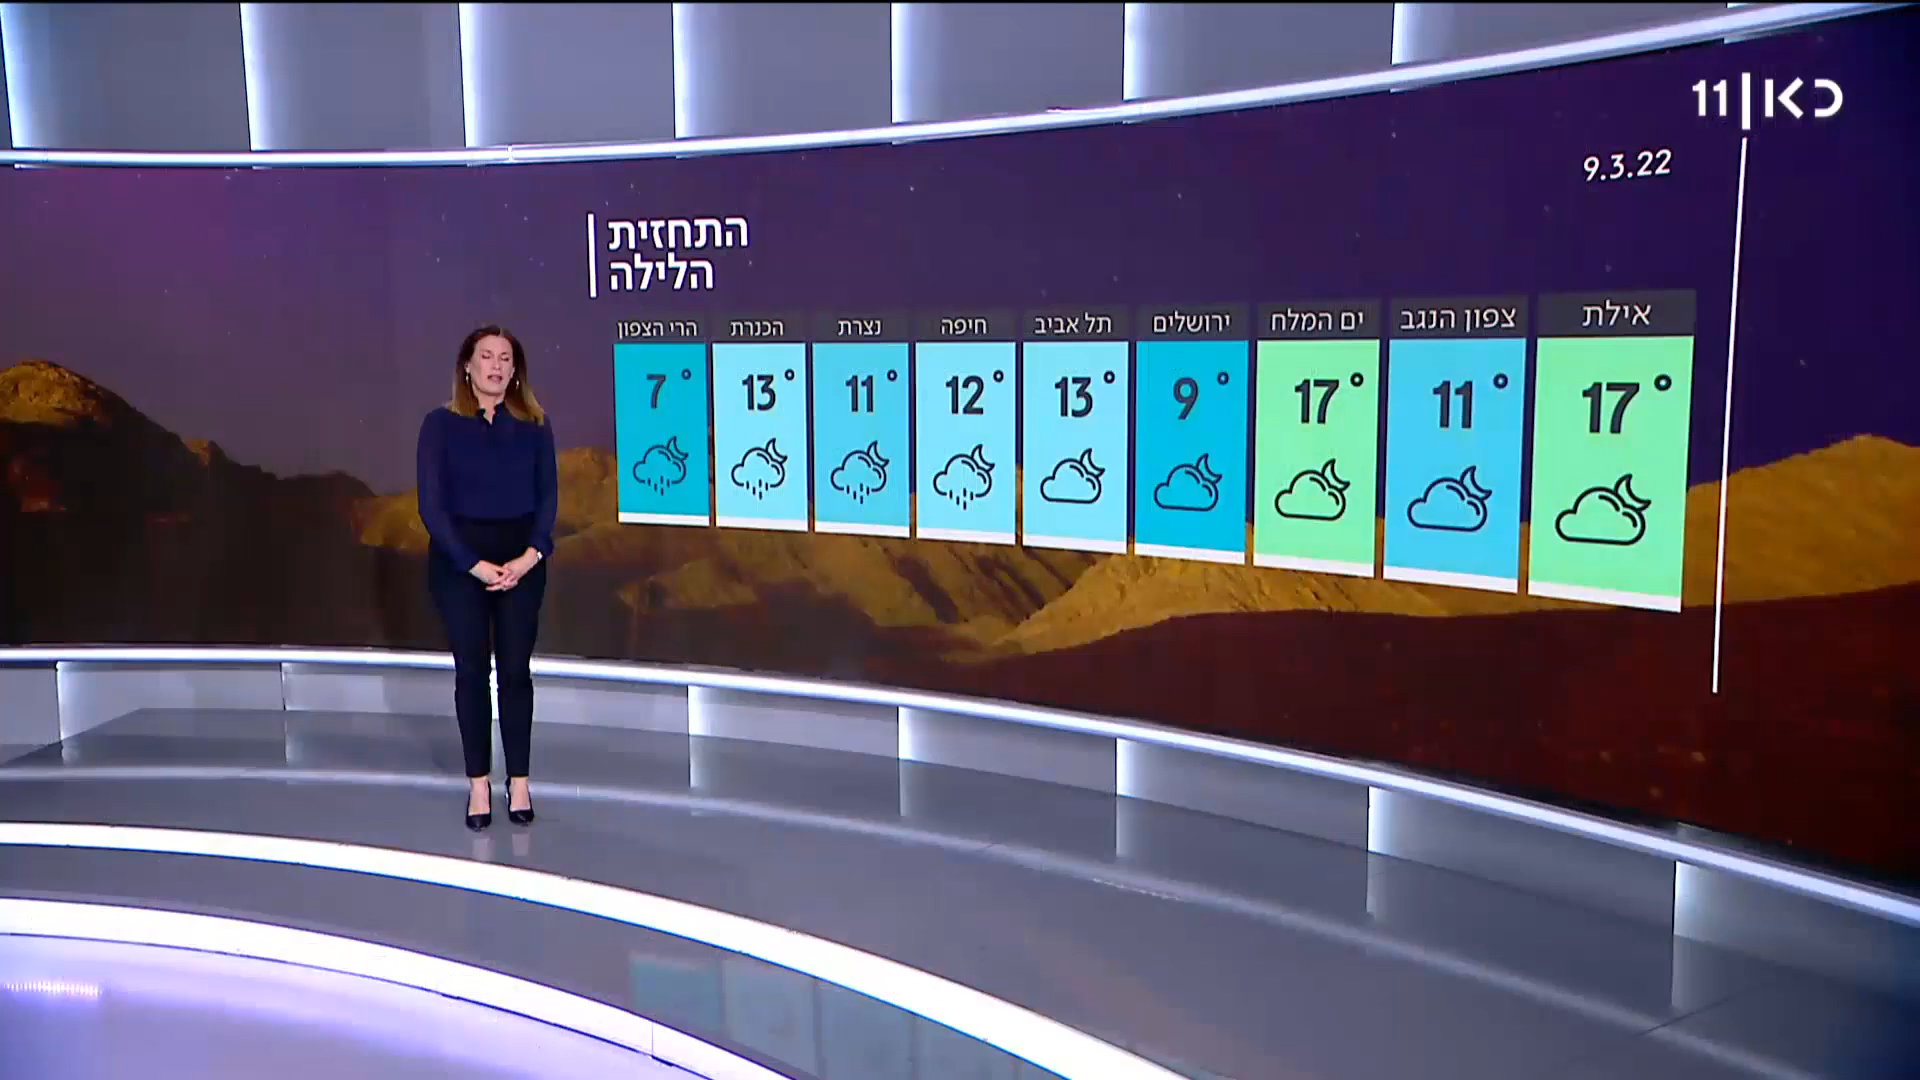 כאן 11
9.3.22
התחזית
הלילה
אילת
17°
צפון הנגב
11°
ים המלח
17°
ירושלים
9°
תל אביב
13°
חיפה
12°
נצרת
11°
הכנרת
13°
הרי הצפון
7°